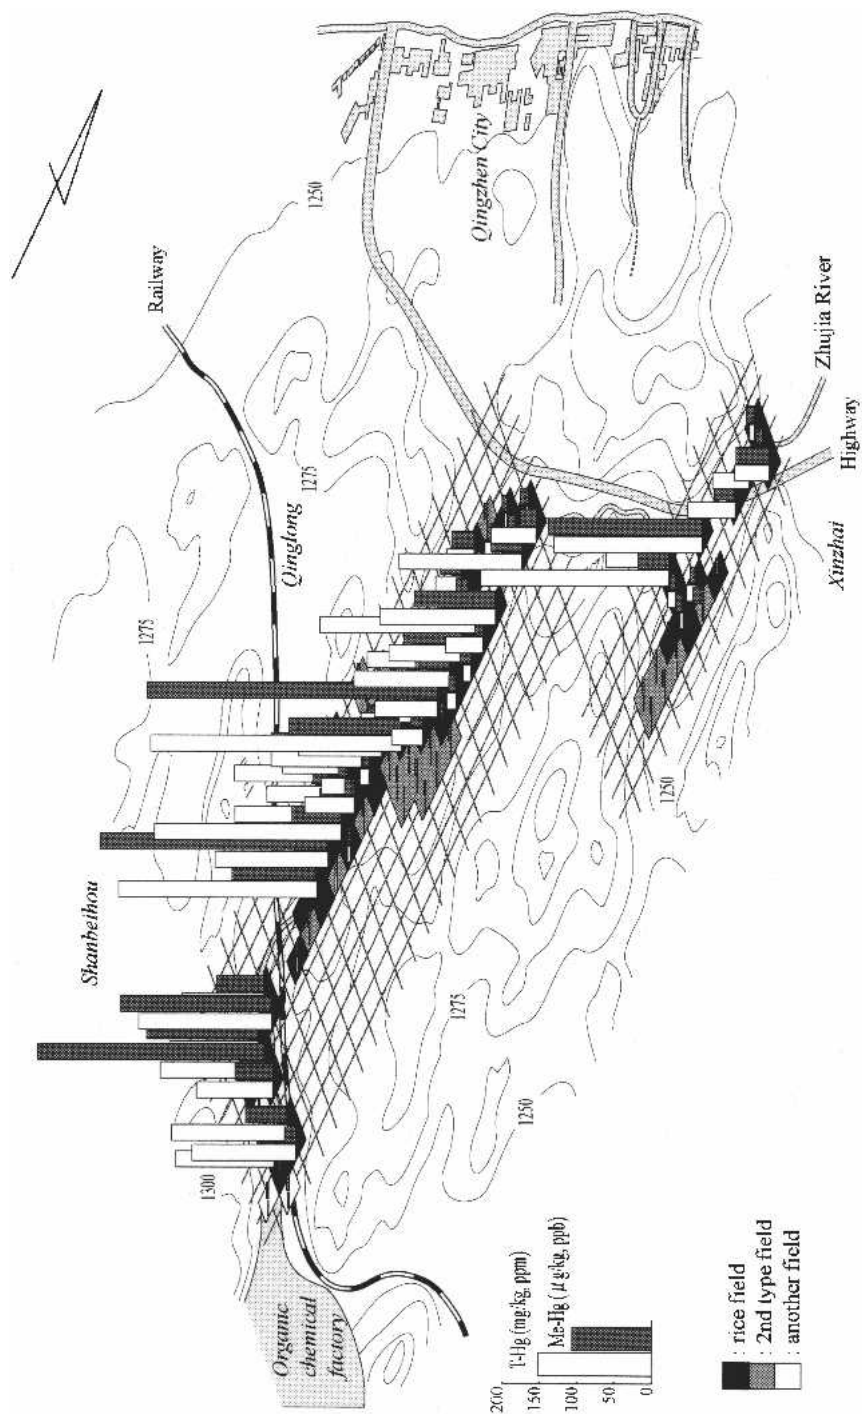 1250
Qingzhen City
Railway
1275
Qinglong
1275
Zhujia River
Highway
Xinzhai
Shanbeihou
1250
1275
1250
1300
Organic
chemical
factory
T-Hg (mg/kg, ppm)
Me-Hg (μg/kg, ppb)
200
150
100
50
0
: rice field
: 2nd type field
: another field